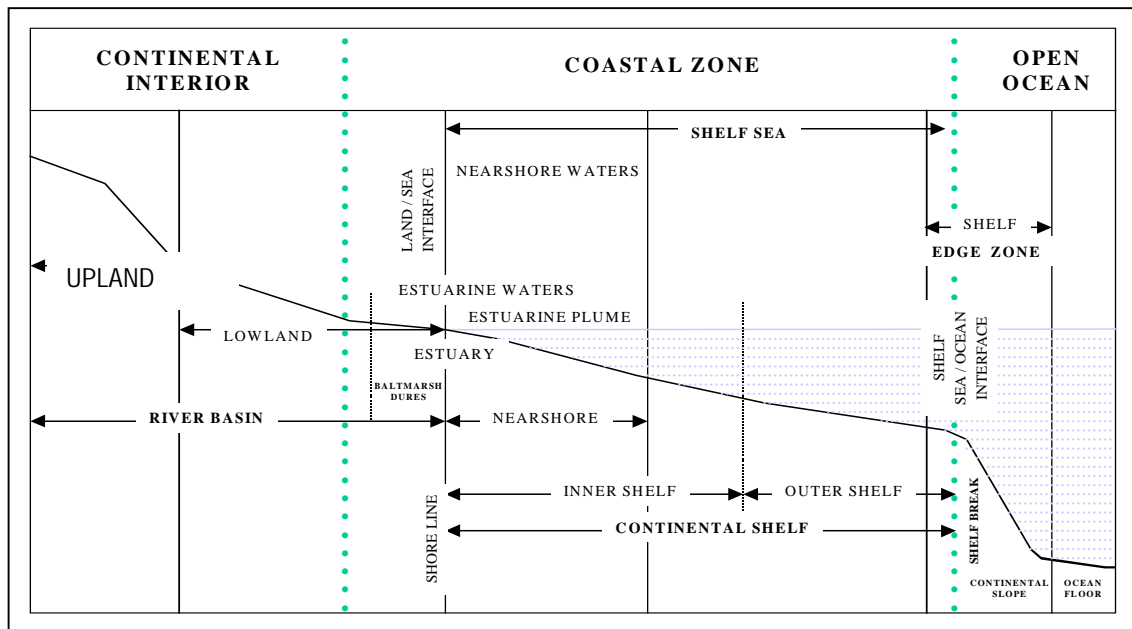 CONTINENTAL
INTERIOR
COASTAL ZONE
OPEN
OCEAN
SHELF SEA
NEARSHORE WATERS
LAND / SEA
INTERFACE
SHELF
EDGE ZONE
UPLAND
ESTUARINE WATERS
ESTUARINE PLUME
LOWLAND
ESTUARY
SHELF
SEA / OCEAN
INTERFACE
BALTMARSH
DURES
RIVER BASIN
NEARSHORE
INNER SHELF
OUTER SHELF
CONTINENTAL SHELF
SHORE LINE
SHELF BREAK
CONTINENTAL
SLOPE
OCEAN
FLOOR